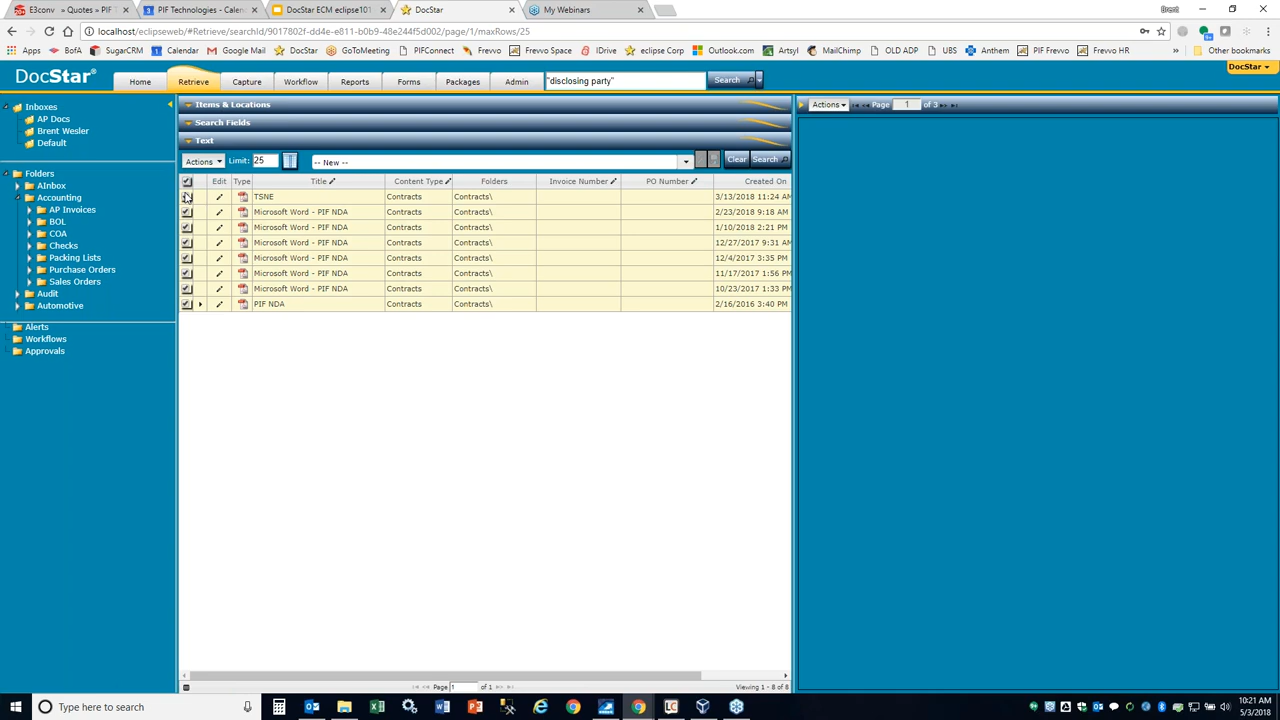 E3conv » Quotes » PIF T
PIF Technologies - Calen
DocStar ECM eclipse101
DocStar
My Webinars
Brent
localhost/eclipseweb/#Retrieve/searchId/9017802f-dd4e-e811-b0b9-48e244f5d002/page/1/maxRows/25
Apps BofA SugarCRM Calendar Google Mail DocStar GoToMeeting PIFConnect Frevvo Frevvo Space IDrive eclipse Corp Outlook.com Artsyl MailChimp OLD ADP UBS Anthem PIF Frevvo Frevvo HR » Other bookmarks
DocStar
DocStar® Home Retrieve Capture Workflow Reports Forms Packages Admin "disclosing party" Search
Inboxes
AP Docs
Brent Wesler
Default
Folders
AInbox
Accounting
AP Invoices
BOL
COA
Checks
Packing Lists
Purchase Orders
Sales Orders
Audit
Automotive
Alerts
Workflows
Approvals
Items & Locations
Search Fields
Text
Actions Limit: 25 -- New -- Clear Search
Edit Type Title Content Type Folders Invoice Number PO Number Created On
TSNE Contracts Contracts\ 3/13/2018 11:24 AM
Microsoft Word - PIF NDA Contracts Contracts\ 2/23/2018 9:18 AM
Microsoft Word - PIF NDA Contracts Contracts\ 1/10/2018 2:21 PM
Microsoft Word - PIF NDA Contracts Contracts\ 12/27/2017 9:31 AM
Microsoft Word - PIF NDA Contracts Contracts\ 12/4/2017 3:35 PM
Microsoft Word - PIF NDA Contracts Contracts\ 11/17/2017 1:56 PM
Microsoft Word - PIF NDA Contracts Contracts\ 10/23/2017 1:33 PM
PIF NDA Contracts Contracts\ 2/16/2016 3:40 PM
Page 1 of 1 Viewing 1 - 8 of 8
Actions Page 1 of 3
Type here to search
10:21 AM
5/3/2018